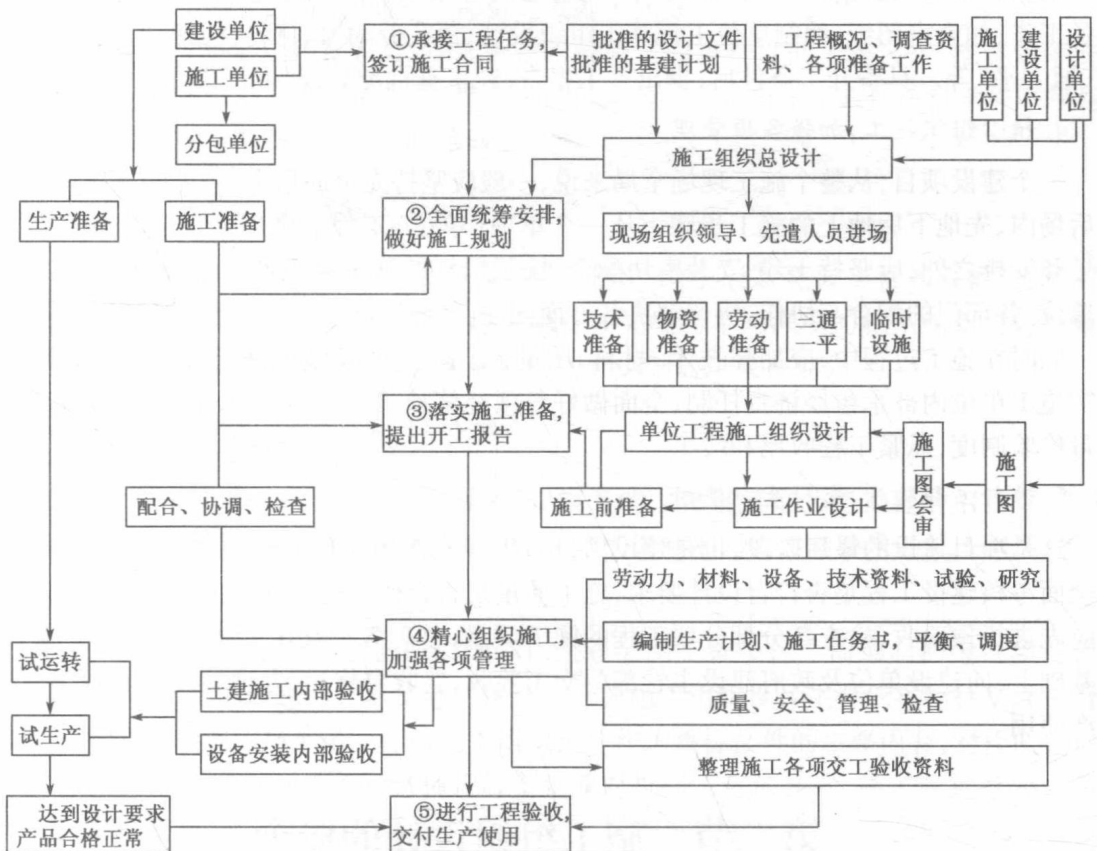 建设单位
施工单位
分包单位
①承接工程任务，
签订施工合同
批准的设计文件
批准的基建计划
工程概况、调查资
料、各项准备工作
施工单位
建设单位
设计单位
施工组织总设计
生产准备
施工准备
②全面统筹安排，
做好施工规划
现场组织领导、先遣人员进场
技术
准备
物资
准备
劳动
准备
三通
一平
临时
设施
③落实施工准备，
提出开工报告
单位工程施工组织设计
施工图会审
施工图
配合、协调、检查
施工前准备
施工作业设计
劳动力、材料、设备、技术资料、试验、研究
④精心组织施工，
加强各项管理
编制生产计划、施工任务书，平衡、调度
试运转
土建施工内部验收
质量、安全、管理、检查
试生产
设备安装内部验收
整理施工各项交工验收资料
达到设计要求
产品合格正常
⑤进行工程验收，
交付生产使用